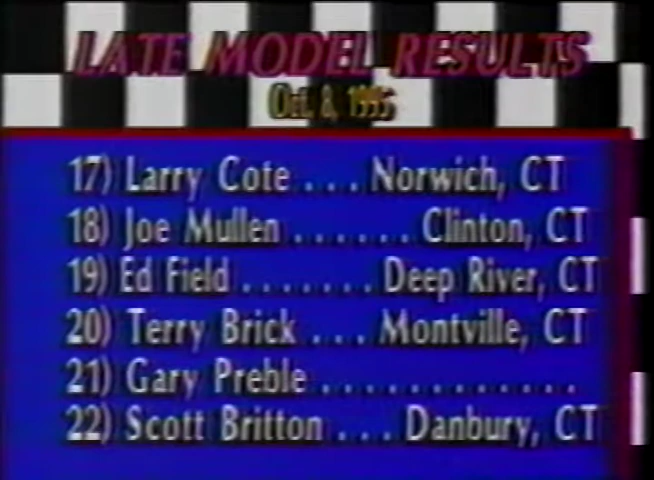 LATE MODEL RESULTS
Oct. 8, 1995
17) Larry Cote . . . Norwich, CT
18) Joe Mullen . . . . . . Clinton, CT
19) Ed Field . . . . . . . Deep River, CT
20) Terry Brick . . . Montville, CT
21) Gary Preble . . . . . . . . . . . .
22) Scott Britton . . . Danbury, CT